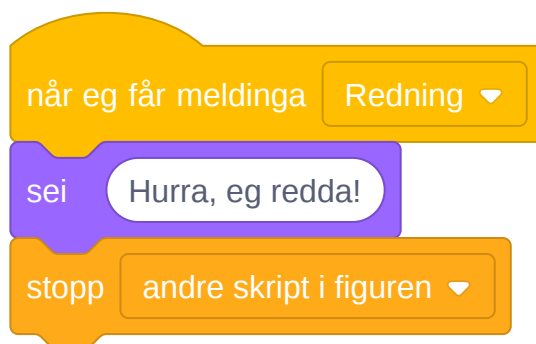 når eg får meldinga Redning
sei Hurra, eg redda!
stopp andre skript i figuren